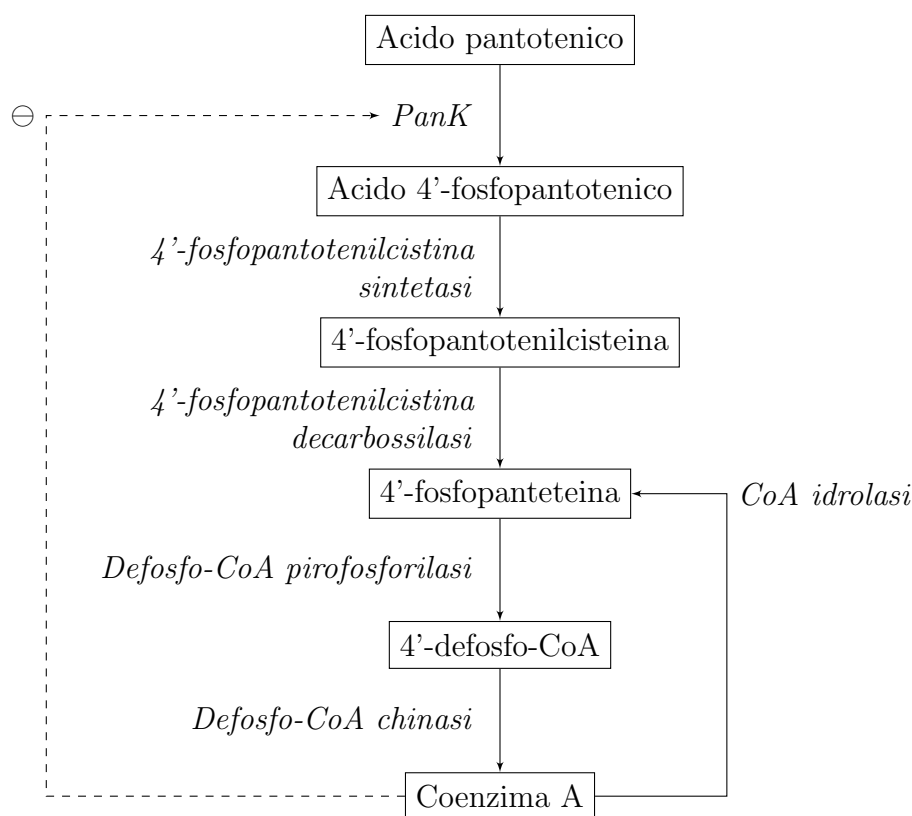 Acido pantotenico
⊖
PanK
Acido 4'-fosfopantotenico
4'-fosfopantotenilcistina
sintetasi
4'-fosfopantotenilcisteina
4'-fosfopantotenilcistina
decarbossilasi
4'-fosfopanteteina
CoA idrolasi
Defosfo-CoA pirofosforilasi
4'-defosfo-CoA
Defosfo-CoA chinasi
Coenzima A